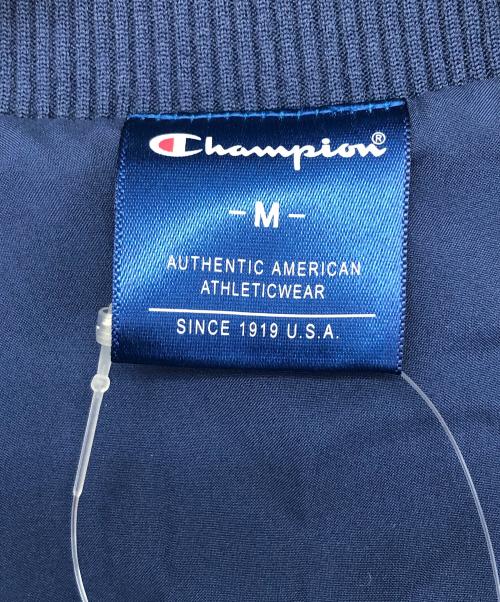 Champion®
- M -
AUTHENTIC AMERICAN
ATHLETICWEAR
SINCE 1919 U.S.A.